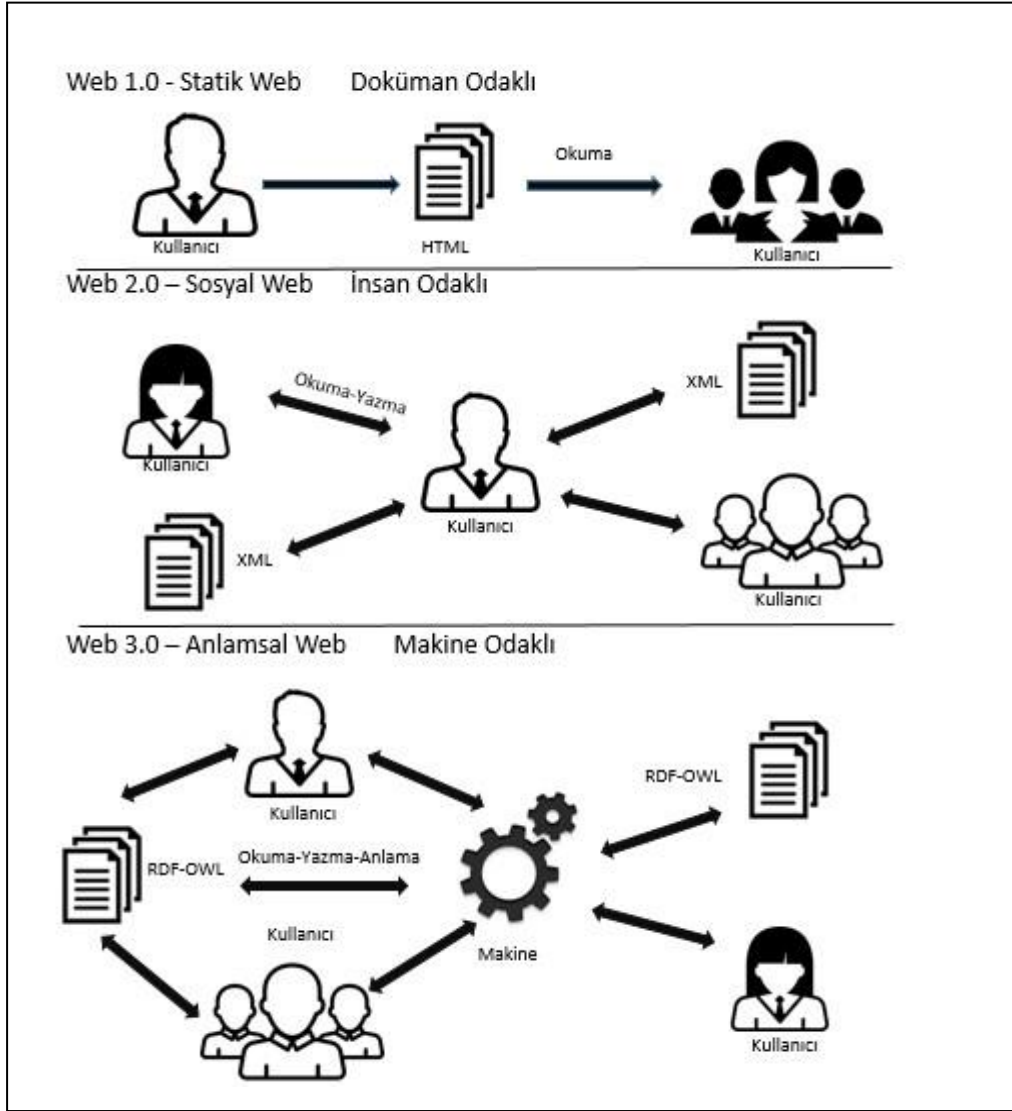 Web 1.0 - Statik Web Doküman Odaklı
Okuma
Kullanıcı
HTML
Kullanıcı
Web 2.0 – Sosyal Web İnsan Odaklı
Okuma-Yazma
XML
Kullanıcı
Kullanıcı
XML
Kullanıcı
Web 3.0 – Anlamsal Web Makine Odaklı
RDF-OWL
Kullanıcı
RDF-OWL
Okuma-Yazma-Anlama
Kullanıcı
Makine
Kullanıcı